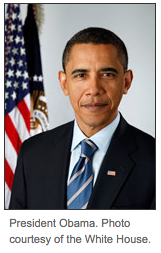 President Obama. Photo
courtesy of the White House.